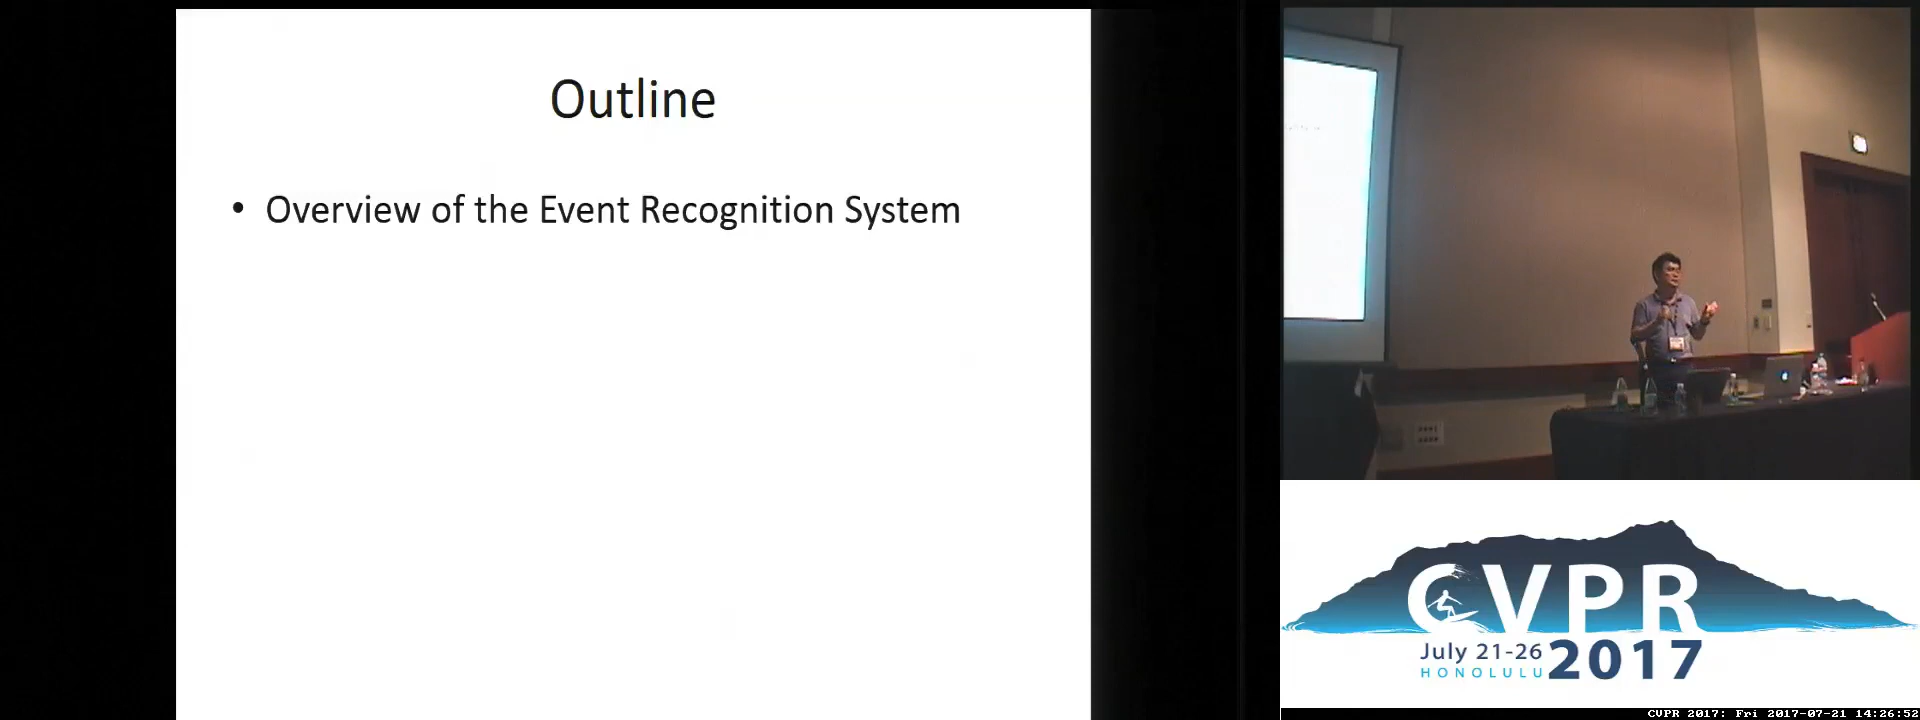 Outline
• Overview of the Event Recognition System
CVPR
July 21-26
HONOLULU
2017
CVPR 2017: Fri 2017-07-21 14:26:52